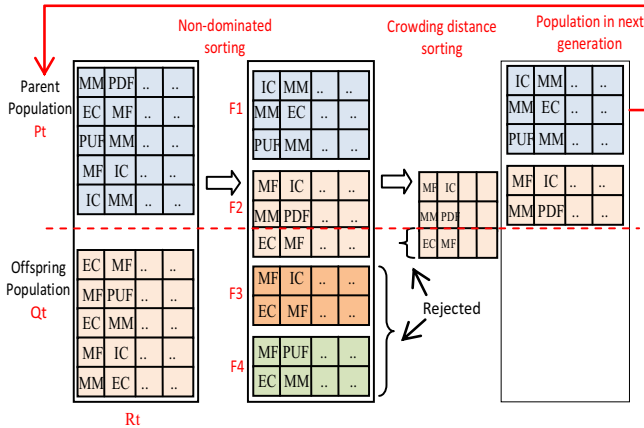 Non-dominated sorting
Crowding distance sorting
Population in next generation
Parent Population Pt
MM PDF .. ..
EC MF .. ..
PUF MM .. ..
MF IC .. ..
IC MM .. ..
Offspring Population Qt
EC MF .. ..
MF PUF .. ..
EC MM .. ..
MF IC .. ..
MM EC .. ..
Rt
F1
IC MM .. ..
MM EC .. ..
PUF MM .. ..
F2
MF IC .. ..
MM PDF .. ..
EC MF .. ..
F3
MF IC .. ..
EC MF .. ..
F4
MF PUF .. ..
EC MM .. ..
MF IC
MM PDF
EC MF
Rejected
IC MM .. ..
MM EC .. ..
PUF MM .. ..
MF IC .. ..
MM PDF .. ..